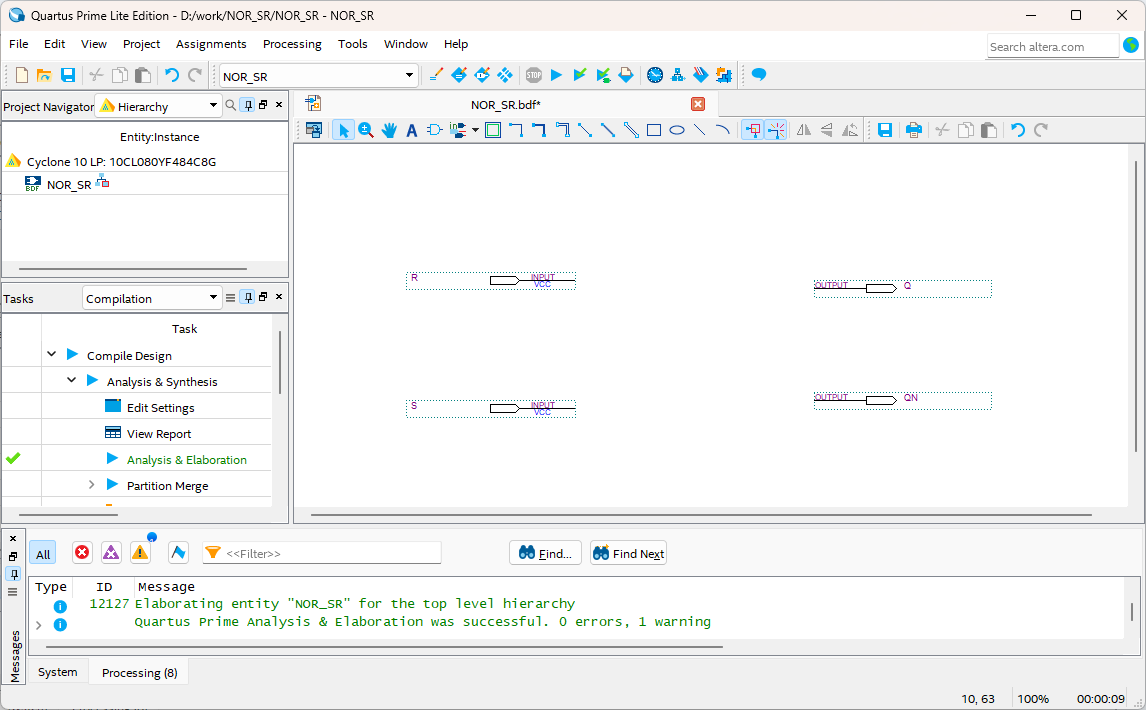 Quartus Prime Lite Edition - D:/work/NOR_SR/NOR_SR - NOR_SR
File Edit View Project Assignments Processing Tools Window Help
Search altera.com
STOP
NOR_SR
Project Navigator
Hierarchy
Entity:Instance
Cyclone 10 LP: 10CL080YF484C8G
BDF
NOR_SR
Tasks
Compilation
Task
Compile Design
Analysis & Synthesis
Edit Settings
View Report
Analysis & Elaboration
Partition Merge
NOR_SR.bdf*
A
R
INPUT
VCC
OUTPUT
Q
S
INPUT
VCC
OUTPUT
QN
All
<<Filter>>
Find...
Find Next
Type ID Message
12127 Elaborating entity "NOR_SR" for the top level hierarchy
Quartus Prime Analysis & Elaboration was successful. 0 errors, 1 warning
Messages
System
Processing (8)
10, 63
100%
00:00:09